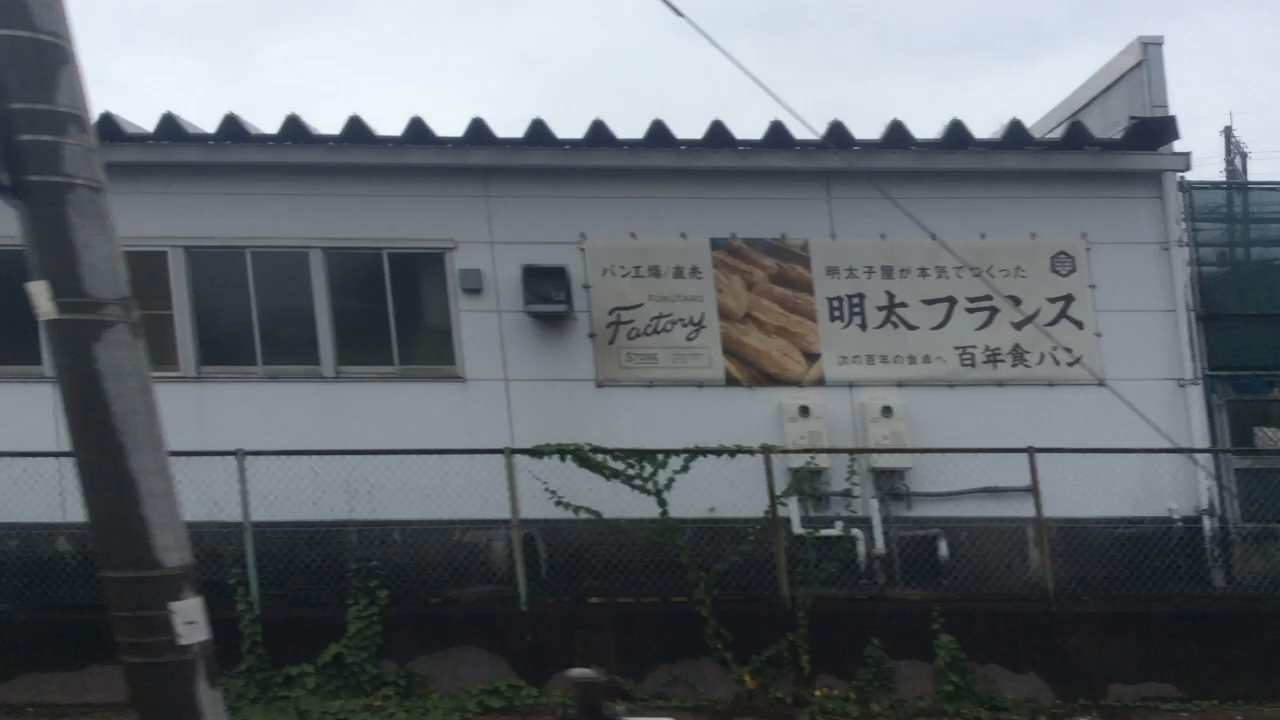 パン工場/直売
FUKUTARO
Factory
STORE
明太子屋が本気でつくった
明太フランス
次の百年の食卓へ 百年食パン